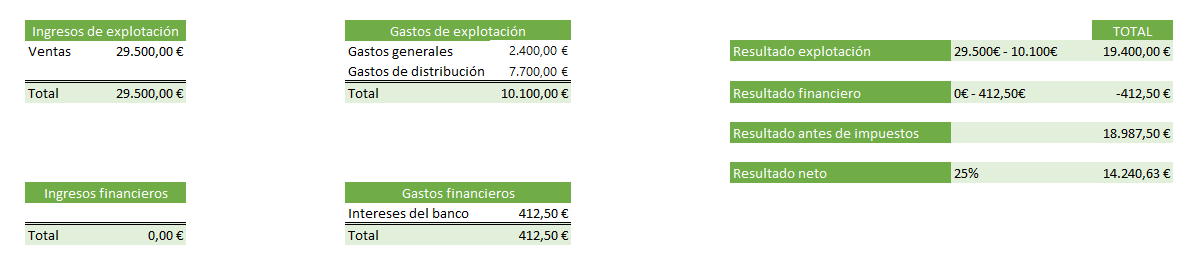 Ingresos de explotación
Ventas 29.500,00 €
Total 29.500,00 €
Gastos de explotación
Gastos generales 2.400,00 €
Gastos de distribución 7.700,00 €
Total 10.100,00 €
TOTAL
Resultado explotación 29.500€ - 10.100€ 19.400,00 €
Resultado financiero 0€ - 412,50€ -412,50 €
Resultado antes de impuestos 18.987,50 €
Resultado neto 25% 14.240,63 €
Ingresos financieros
Total 0,00 €
Gastos financieros
Intereses del banco 412,50 €
Total 412,50 €